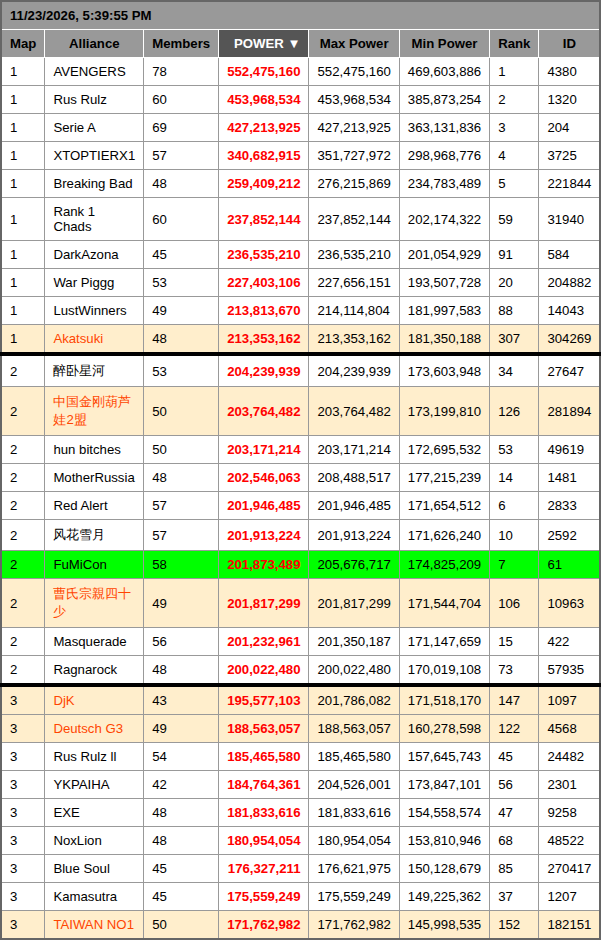 11/23/2026, 5:39:55 PM
Map Alliance Members POWER ▼ Max Power Min Power Rank ID
1 AVENGERS 78 552,475,160 552,475,160 469,603,886 1 4380
1 Rus Rulz 60 453,968,534 453,968,534 385,873,254 2 1320
1 Serie A 69 427,213,925 427,213,925 363,131,836 3 204
1 XTOPTIERX1 57 340,682,915 351,727,972 298,968,776 4 3725
1 Breaking Bad 48 259,409,212 276,215,869 234,783,489 5 221844
1 Rank 1
Chads 60 237,852,144 237,852,144 202,174,322 59 31940
1 DarkAzona 45 236,535,210 236,535,210 201,054,929 91 584
1 War Piggg 53 227,403,106 227,656,151 193,507,728 20 204882
1 LustWinners 49 213,813,670 214,114,804 181,997,583 88 14043
1 Akatsuki 48 213,353,162 213,353,162 181,350,188 307 304269
2 醉卧星河 53 204,239,939 204,239,939 173,603,948 34 27647
2 中国金刚葫芦
娃2盟 50 203,764,482 203,764,482 173,199,810 126 281894
2 hun bitches 50 203,171,214 203,171,214 172,695,532 53 49619
2 MotherRussia 48 202,546,063 208,488,517 177,215,239 14 1481
2 Red Alert 57 201,946,485 201,946,485 171,654,512 6 2833
2 风花雪月 57 201,913,224 201,913,224 171,626,240 10 2592
2 FuMiCon 58 201,873,489 205,676,717 174,825,209 7 61
2 曹氏宗親四十
少 49 201,817,299 201,817,299 171,544,704 106 10963
2 Masquerade 56 201,232,961 201,350,187 171,147,659 15 422
2 Ragnarock 48 200,022,480 200,022,480 170,019,108 73 57935
3 DjK 43 195,577,103 201,786,082 171,518,170 147 1097
3 Deutsch G3 49 188,563,057 188,563,057 160,278,598 122 4568
3 Rus Rulz ll 54 185,465,580 185,465,580 157,645,743 45 24482
3 YKPAIHA 42 184,764,361 204,526,001 173,847,101 56 2301
3 EXE 48 181,833,616 181,833,616 154,558,574 47 9258
3 NoxLion 48 180,954,054 180,954,054 153,810,946 68 48522
3 Blue Soul 45 176,327,211 176,621,975 150,128,679 85 270417
3 Kamasutra 45 175,559,249 175,559,249 149,225,362 37 1207
3 TAIWAN NO1 50 171,762,982 171,762,982 145,998,535 152 182151